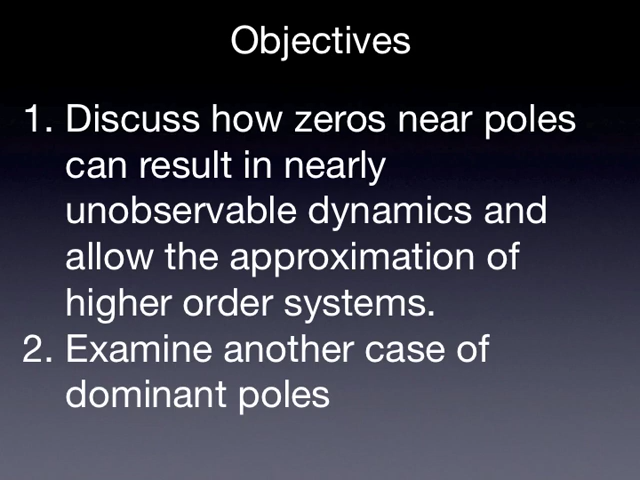 Objectives
1. Discuss how zeros near poles
can result in nearly
unobservable dynamics and
allow the approximation of
higher order systems.
2. Examine another case of
dominant poles